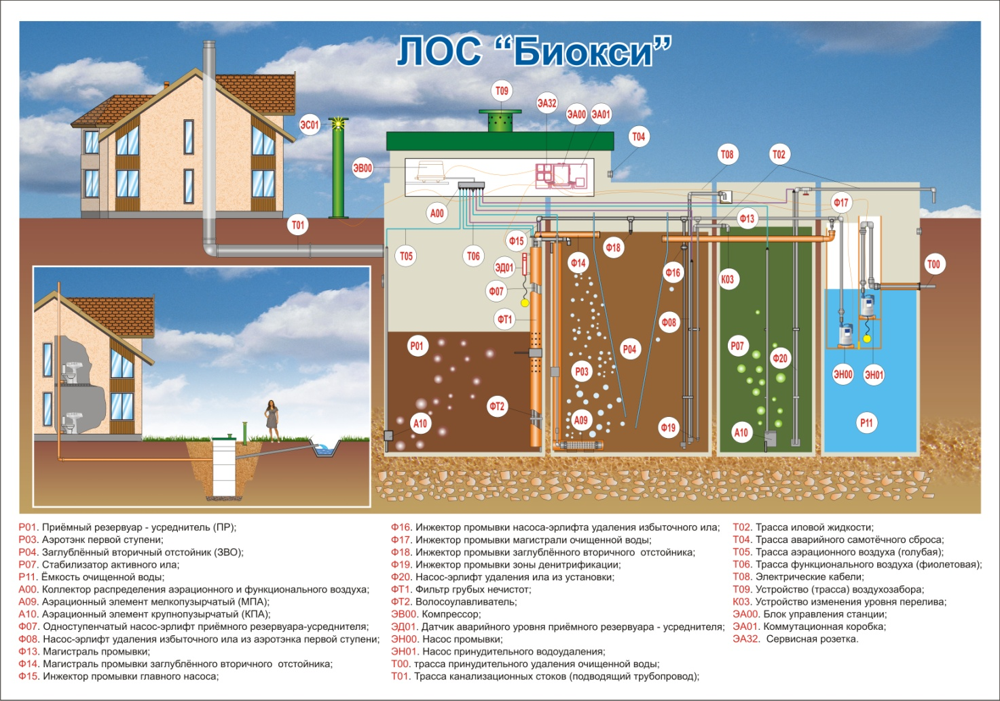 ЛОС “Биокси”
Т09
ЭА32
ЭА00
ЭА01
ЭС01
Т04
Т08
Т02
ЭВ00
Ф17
А00
Ф13
Т01
Ф15
Ф18
Т05
Т06
Ф14
ЭД01
Ф16
К03
Т00
Ф07
ФТ1
Ф08
Р01
Р04
Р07
Ф20
Р03
ЭН00
ЭН01
ФТ2
А10
А09
Ф19
А10
Р11
Р01. Приёмный резервуар - усреднитель (ПР);
Р03. Аэротэнк первой ступени;
Р04. Заглублённый вторичный отстойник (ЗВО);
Р07. Стабилизатор активного ила;
Р11. Ёмкость очищенной воды;
А00. Коллектор распределения аэрационного и функционального воздуха;
А09. Аэрационный элемент мелкопузырчатый (МПА);
А10. Аэрационный элемент крупнопузырчатый (КПА);
Ф07. Одноступенчатый насос-эрлифт приёмного резервуара-усреднителя;
Ф08. Насос-эрлифт удаления избыточного ила из аэротэнка первой ступени;
Ф13. Магистраль промывки;
Ф14. Магистраль промывки заглублённого вторичного отстойника;
Ф15. Инжектор промывки главного насоса;
Ф16. Инжектор промывки насоса-эрлифта удаления избыточного ила;
Ф17. Инжектор промывки магистрали очищенной воды;
Ф18. Инжектор промывки заглублённого вторичного отстойника;
Ф19. Инжектор промывки зоны денитрификации;
Ф20. Насос-эрлифт удаления ила из установки;
ФТ1. Фильтр грубых нечистот;
ФТ2. Волосоулавливатель;
ЭВ00. Компрессор;
ЭД01. Датчик аварийного уровня приёмного резервуара - усреднителя;
ЭН00. Насос промывки;
ЭН01. Насос принудительного водоудаления;
Т00. трасса принудительного удаления очищенной воды;
Т01. Трасса канализационных стоков (подводящий трубопровод);
Т02. Трасса иловой жидкости;
Т04. Трасса аварийного самотёчного сброса;
Т05. Трасса аэрационного воздуха (голубая);
Т06. Трасса функционального воздуха (фиолетовая);
Т08. Электрические кабели;
Т09. Устройство (трасса) воздухозабора;
К03. Устройство изменения уровня перелива;
ЭА00. Блок управления станции;
ЭА01. Коммутационная коробка;
ЭА32. Сервисная розетка.